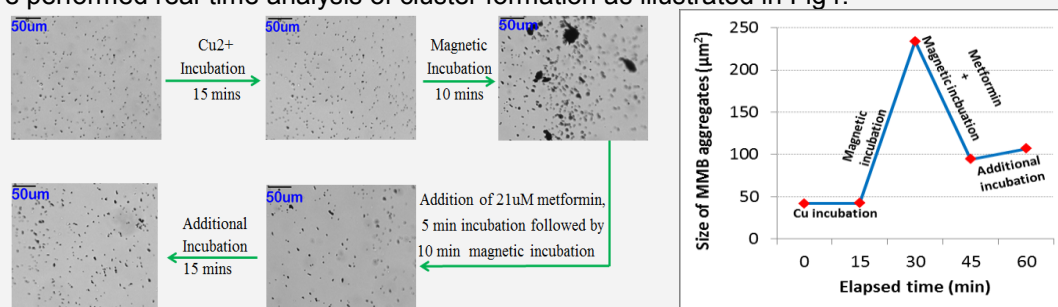 e performed real time analysis of cluster formation as illustrated in Fig1.
50um
Cu2+
Incubation
15 mins
50um
Magnetic
Incubation
10 mins
50um
50um
Additional
Incubation
15 mins
50um
Addition of 21uM metformin,
5 min incubation followed by
10 min magnetic incubation
Size of MMB aggregates (µm²)
250
200
150
100
50
0
Cu incubation
Magnetic
incubation
Metformin
+
Magnetic incbuation
Additional
incubation
0 15 30 45 60
Elapsed time (min)